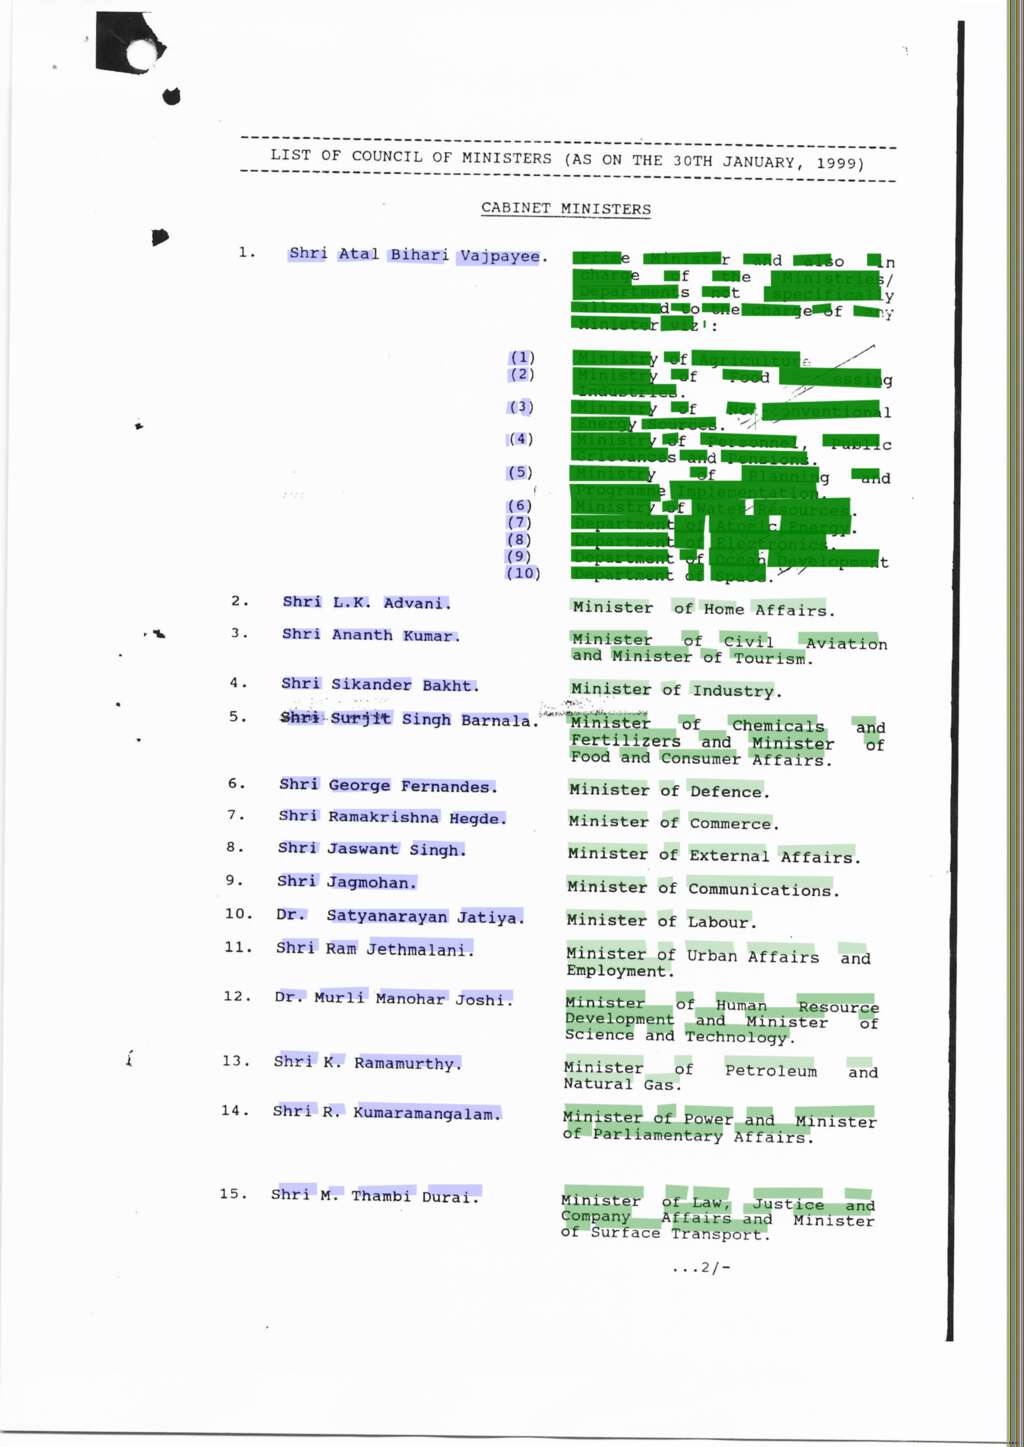 LIST OF COUNCIL OF MINISTERS (AS ON THE 30TH JANUARY, 1999)
CABINET MINISTERS
1. Shri Atal Bihari Vajpayee. Prime Minister and also in
charge of the Ministries/
Departments not specifically
allocated to the charge of any
Minister viz :
(1) Ministry of Agriculture
(2) Ministry of Food Processing
Industries.
(3) Ministry of Non-conventional
Energy Sources.
(4) Ministry of Personnel, Public
Grievances and Pensions.
(5) Ministry of Planning and
Programme Implementation.
(6) Ministry of Water Resources.
(7) Department of Atomic Energy.
(8) Department of Electronics.
(9) Department of Ocean Development
(10) Department of Space.
2. Shri L.K. Advani. Minister of Home Affairs.
3. Shri Ananth Kumar. Minister of Civil Aviation
and Minister of Tourism.
4. Shri Sikander Bakht. Minister of Industry.
5. Shri Surjit Singh Barnala. Minister of Chemicals and
Fertilizers and Minister of
Food and Consumer Affairs.
6. Shri George Fernandes. Minister of Defence.
7. Shri Ramakrishna Hegde. Minister of Commerce.
8. Shri Jaswant Singh. Minister of External Affairs.
9. Shri Jagmohan. Minister of Communications.
10. Dr. Satyanarayan Jatiya. Minister of Labour.
11. Shri Ram Jethmalani. Minister of Urban Affairs and
Employment.
12. Dr. Murli Manohar Joshi. Minister of Human Resource
Development and Minister of
Science and Technology.
13. Shri K. Ramamurthy. Minister of Petroleum and
Natural Gas.
14. Shri R. Kumaramangalam. Minister of Power and Minister
of Parliamentary Affairs.
15. Shri M. Thambi Durai. Minister of Law, Justice and
Company Affairs and Minister
of Surface Transport.
...2/-